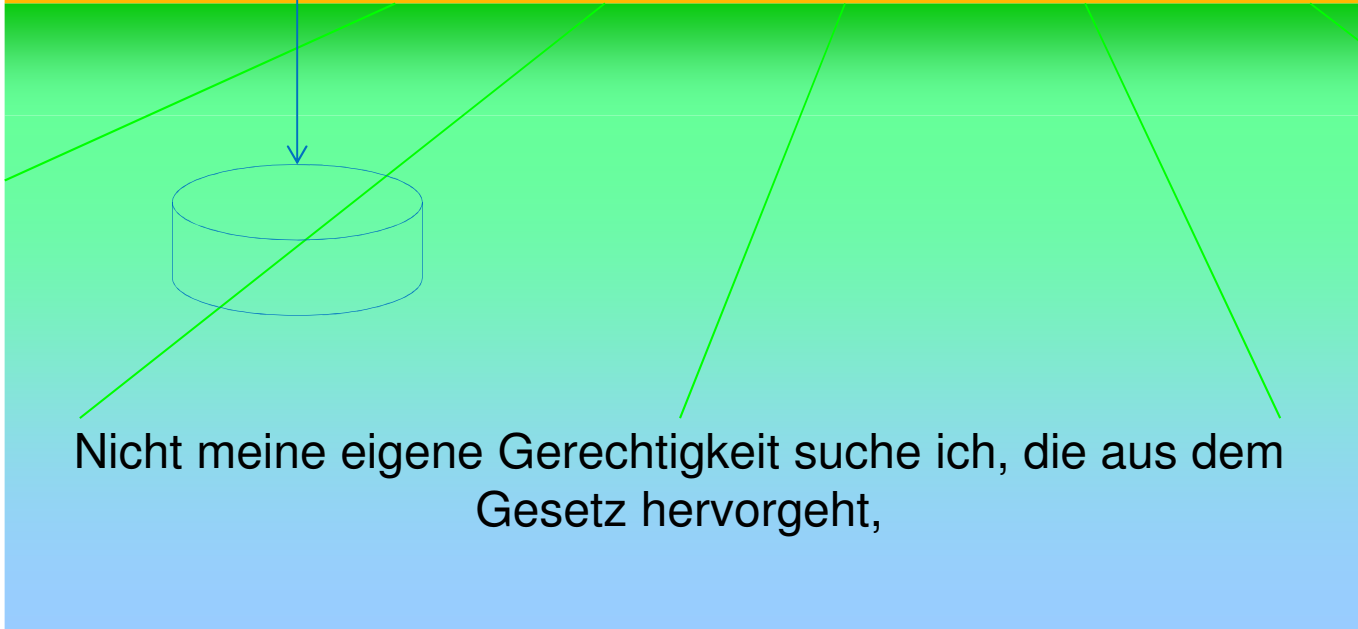 Nicht meine eigene Gerechtigkeit suche ich, die aus dem
Gesetz hervorgeht,